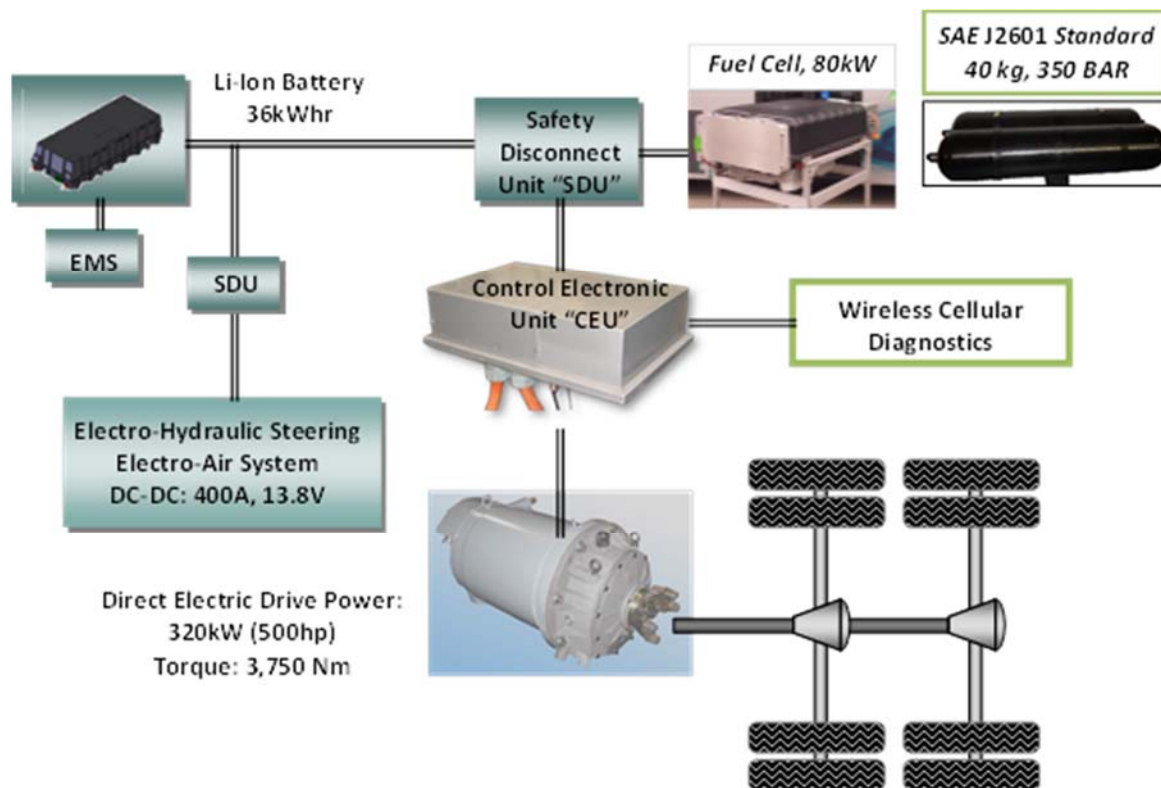 Li-Ion Battery
36kWhr
Fuel Cell, 80kW
SAE J2601 Standard
40 kg, 350 BAR
Safety
Disconnect
Unit “SDU”
EMS
SDU
Control Electronic
Unit “CEU”
Wireless Cellular
Diagnostics
Electro-Hydraulic Steering
Electro-Air System
DC-DC: 400A, 13.8V
Direct Electric Drive Power:
320kW (500hp)
Torque: 3,750 Nm